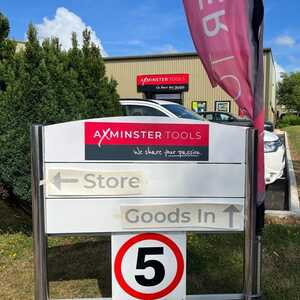 AXMINSTER TOOLS
AXMINSTER TOOLS
We share your passion
← Store
Goods In ↑
5